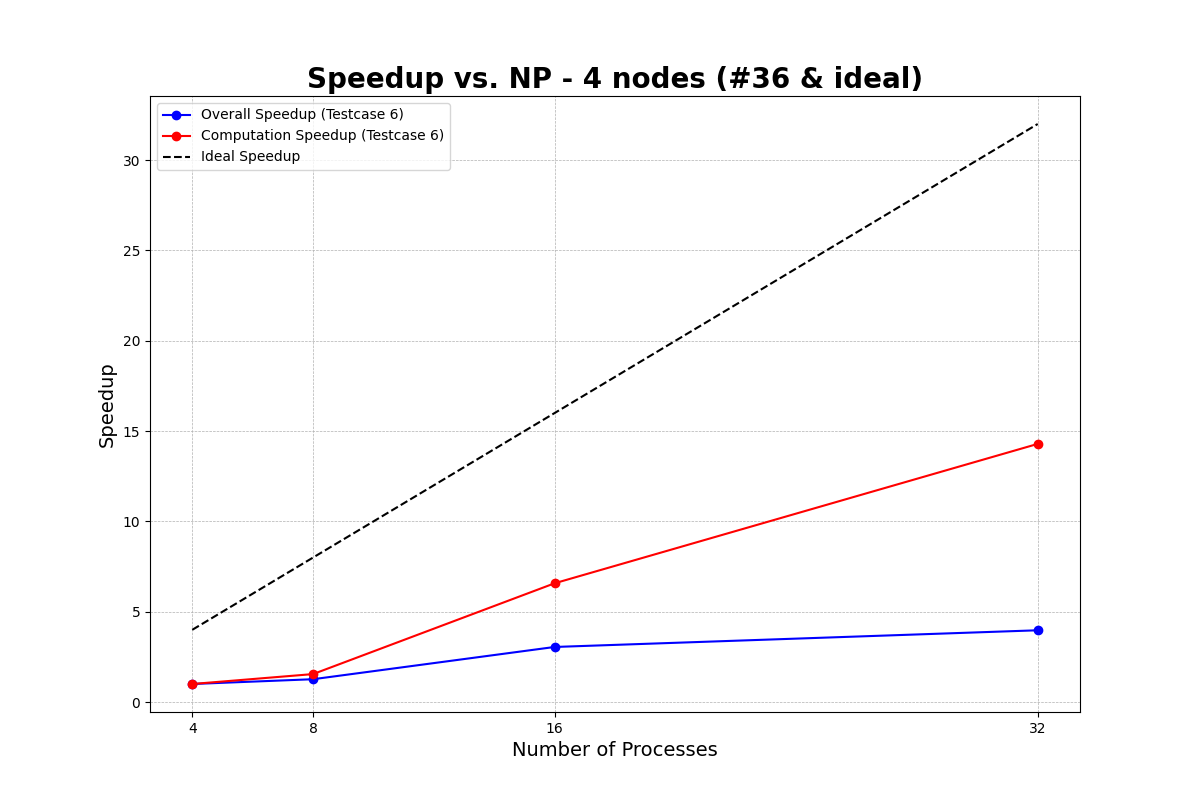 Speedup vs. NP - 4 nodes (#36 & ideal)
Overall Speedup (Testcase 6)
Computation Speedup (Testcase 6)
Ideal Speedup
30
25
20
15
10
5
0
Speedup
4 8 16 32
Number of Processes